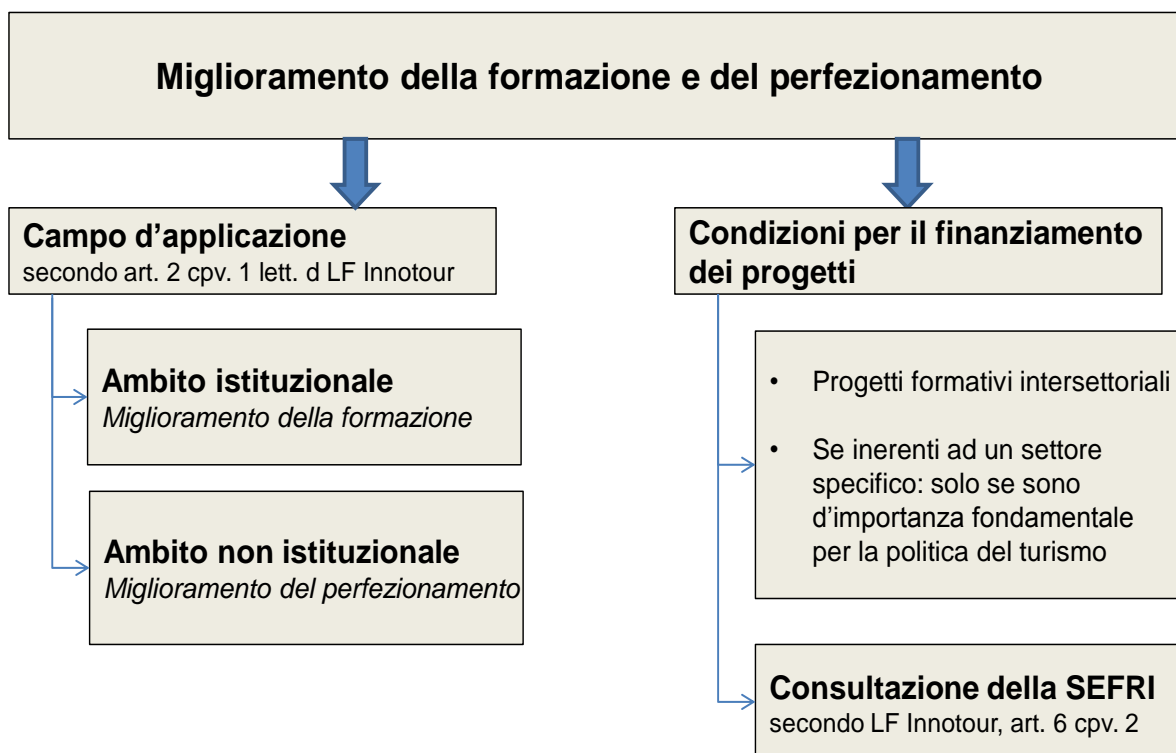 Miglioramento della formazione e del perfezionamento
Campo d’applicazione
secondo art. 2 cpv. 1 lett. d LF Innotour
Ambito istituzionale
Miglioramento della formazione
Ambito non istituzionale
Miglioramento del perfezionamento
Condizioni per il finanziamento
dei progetti
• Progetti formativi intersettoriali
• Se inerenti ad un settore
specifico: solo se sono
d’importanza fondamentale
per la politica del turismo
Consultazione della SEFRI
secondo LF Innotour, art. 6 cpv. 2